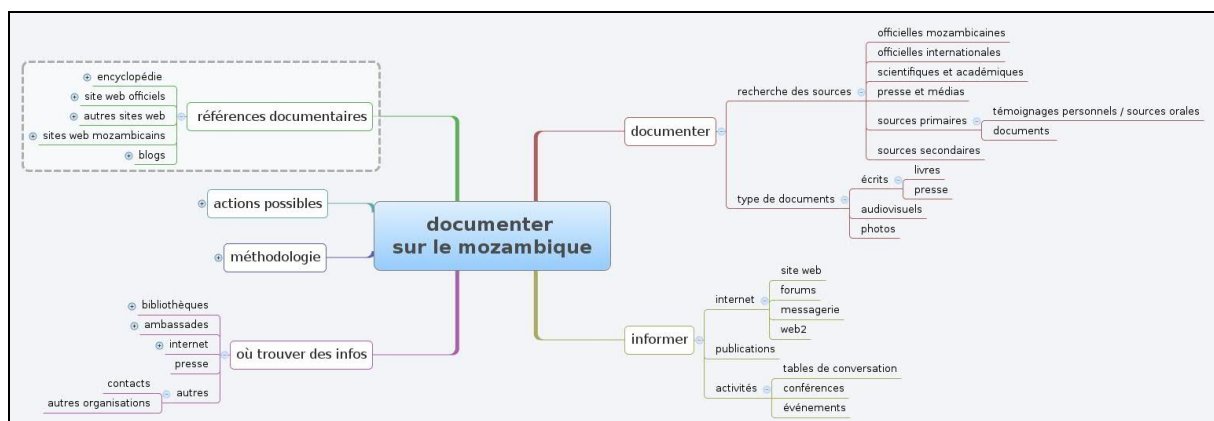 documenter
sur le mozambique
références documentaires
encyclopédie
site web officiels
autres sites web
sites web mozambicains
blogs
actions possibles
méthodologie
où trouver des infos
bibliothèques
ambassades
internet
presse
autres
contacts
autres organisations
documenter
recherche des sources
officielles mozambicaines
officielles internationales
scientifiques et académiques
presse et médias
sources primaires
témoignages personnels / sources orales
documents
sources secondaires
type de documents
écrits
livres
presse
audiovisuels
photos
informer
internet
site web
forums
messagerie
web2
publications
activités
tables de conversation
conférences
événements